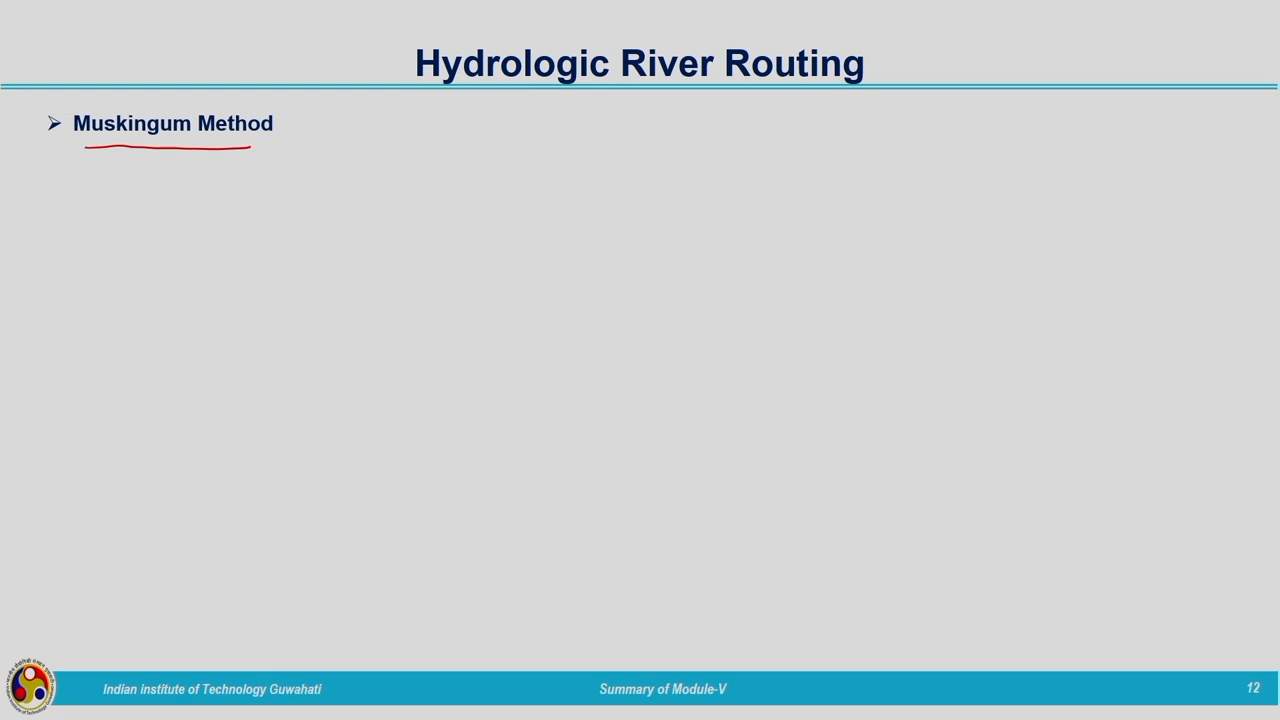 Hydrologic River Routing
➢ Muskingum Method
Indian institute of Technology Guwahati
Summary of Module-V
12